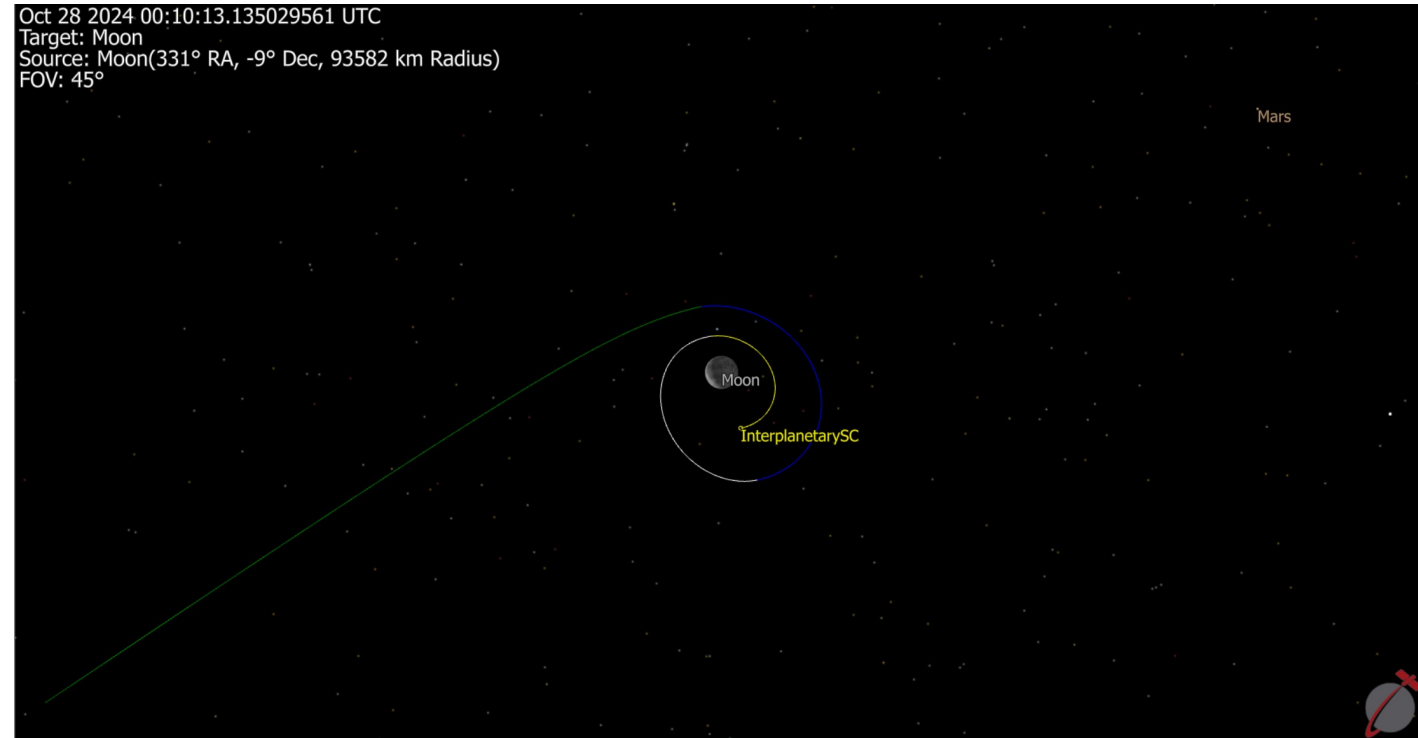 Oct 28 2024 00:10:13.135029561 UTC
Target: Moon
Source: Moon(331° RA, -9° Dec, 93582 km Radius)
FOV: 45°
Mars
Moon
InterplanetarySC